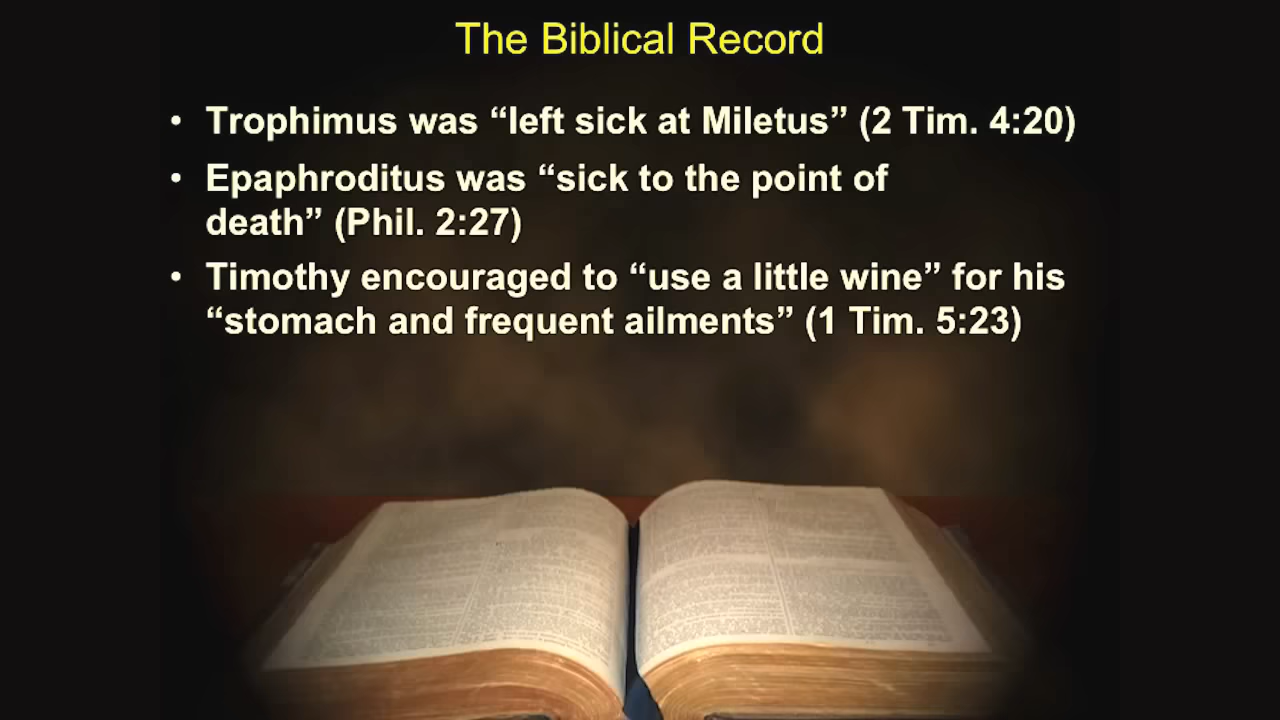 The Biblical Record
• Trophimus was “left sick at Miletus” (2 Tim. 4:20)
• Epaphroditus was “sick to the point of
death” (Phil. 2:27)
• Timothy encouraged to “use a little wine” for his
“stomach and frequent ailments” (1 Tim. 5:23)